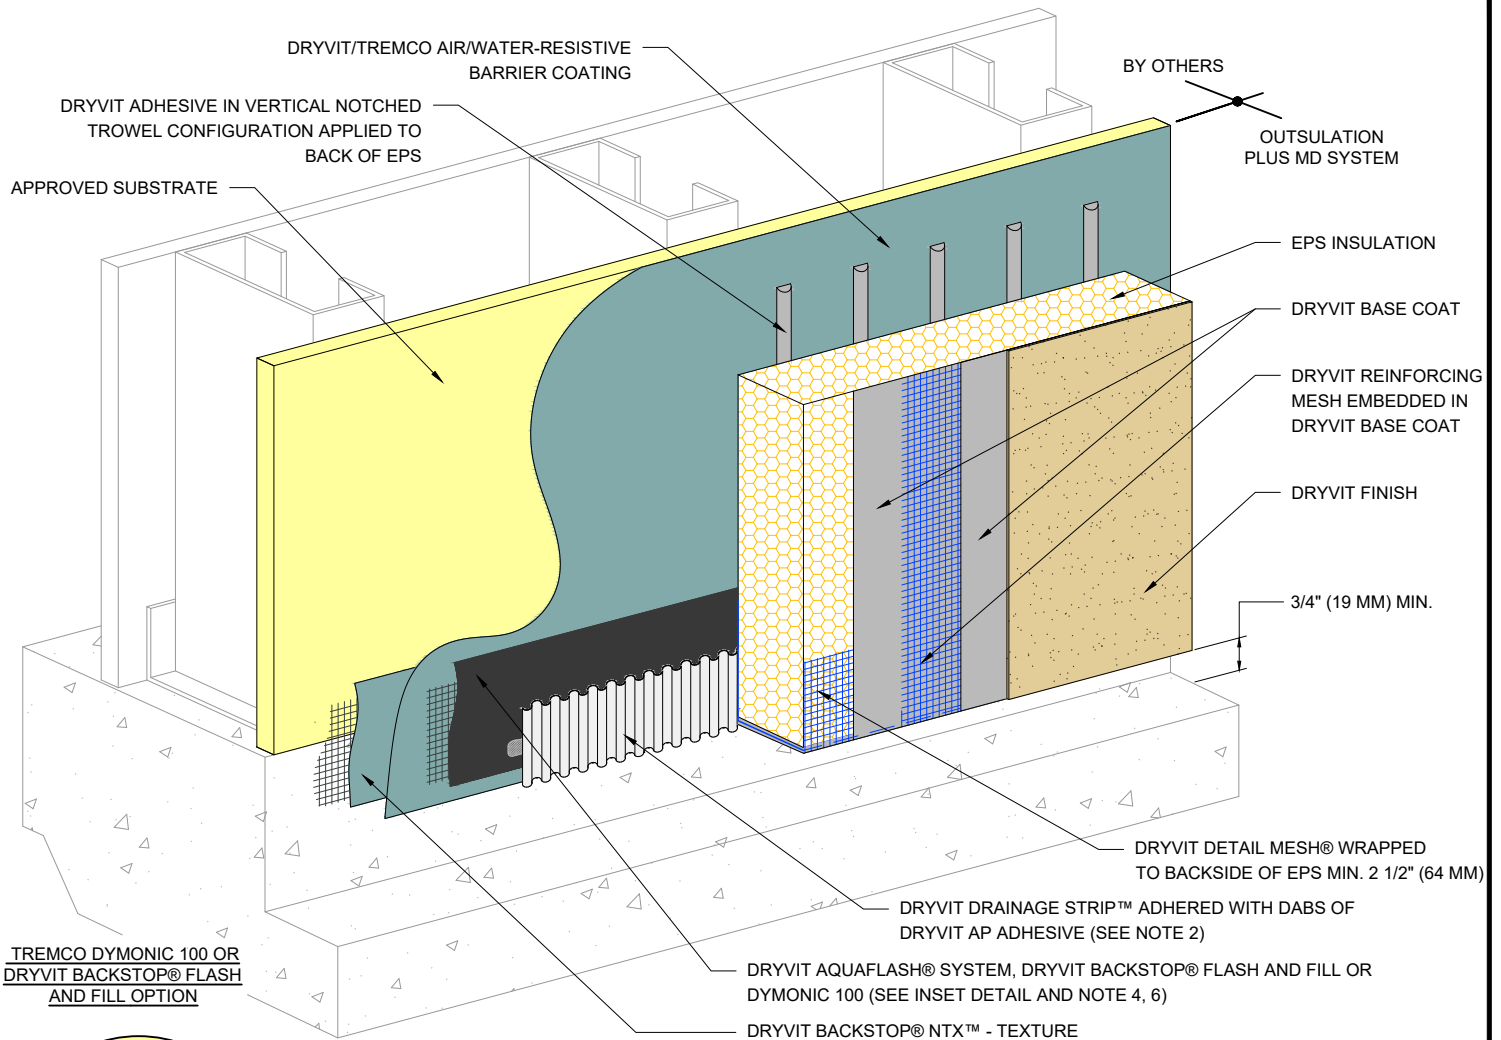 DRYVIT/TREMCO AIR/WATER-RESISTIVE
BARRIER COATING
DRYVIT ADHESIVE IN VERTICAL NOTCHED
TROWEL CONFIGURATION APPLIED TO
BACK OF EPS
APPROVED SUBSTRATE
BY OTHERS
OUTSULATION
PLUS MD SYSTEM
EPS INSULATION
DRYVIT BASE COAT
DRYVIT REINFORCING
MESH EMBEDDED IN
DRYVIT BASE COAT
DRYVIT FINISH
3/4" (19 MM) MIN.
DRYVIT DETAIL MESH® WRAPPED
TO BACKSIDE OF EPS MIN. 2 1/2" (64 MM)
DRYVIT DRAINAGE STRIP™ ADHERED WITH DABS OF
DRYVIT AP ADHESIVE (SEE NOTE 2)
DRYVIT AQUAFLASH® SYSTEM, DRYVIT BACKSTOP® FLASH AND FILL OR
DYMONIC 100 (SEE INSET DETAIL AND NOTE 4, 6)
DRYVIT BACKSTOP® NTX™ - TEXTURE
TREMCO DYMONIC 100 OR
DRYVIT BACKSTOP® FLASH
AND FILL OPTION